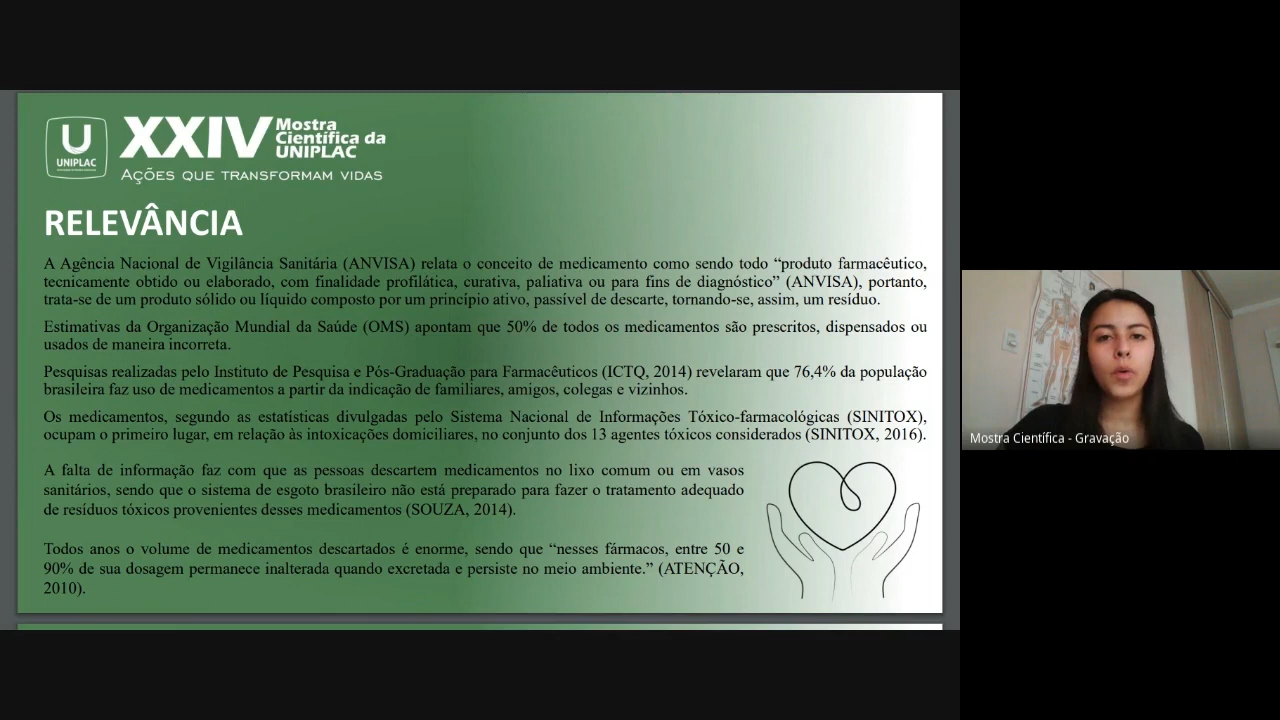 U
UNIPLAC
XXIV
Mostra
Científica da
UNIPLAC
AÇÕES QUE TRANSFORMAM VIDAS
RELEVÂNCIA
A Agência Nacional de Vigilância Sanitária (ANVISA) relata o conceito de medicamento como sendo todo “produto farmacêutico,
tecnicamente obtido ou elaborado, com finalidade profilática, curativa, paliativa ou para fins de diagnóstico” (ANVISA), portanto,
trata-se de um produto sólido ou líquido composto por um princípio ativo, passível de descarte, tornando-se, assim, um resíduo.
Estimativas da Organização Mundial da Saúde (OMS) apontam que 50% de todos os medicamentos são prescritos, dispensados ou
usados de maneira incorreta.
Pesquisas realizadas pelo Instituto de Pesquisa e Pós-Graduação para Farmacêuticos (ICTQ, 2014) revelaram que 76,4% da população
brasileira faz uso de medicamentos a partir da indicação de familiares, amigos, colegas e vizinhos.
Os medicamentos, segundo as estatísticas divulgadas pelo Sistema Nacional de Informações Tóxico-farmacológicas (SINITOX),
ocupam o primeiro lugar, em relação às intoxicações domiciliares, no conjunto dos 13 agentes tóxicos considerados (SINITOX, 2016).
A falta de informação faz com que as pessoas descartem medicamentos no lixo comum ou em vasos
sanitários, sendo que o sistema de esgoto brasileiro não está preparado para fazer o tratamento adequado
de resíduos tóxicos provenientes desses medicamentos (SOUZA, 2014).
Todos anos o volume de medicamentos descartados é enorme, sendo que “nesses fármacos, entre 50 e
90% de sua dosagem permanece inalterada quando excretada e persiste no meio ambiente.” (ATENÇÃO,
2010).
Mostra Científica - Gravação